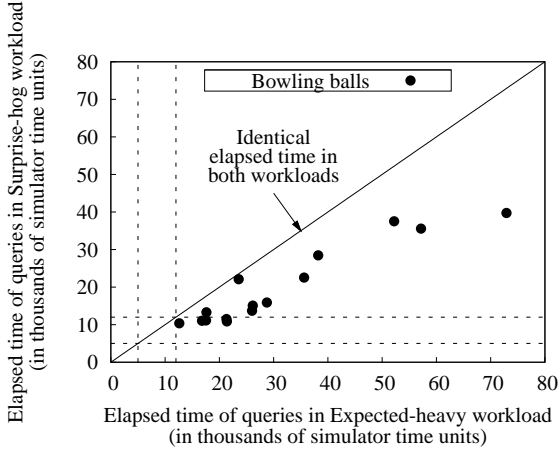 Elapsed time of queries in Surprise-hog workload
(in thousands of simulator time units)
80
70
60
50
40
30
20
10
0
Bowling balls
Identical
elapsed time in
both workloads
0 10 20 30 40 50 60 70 80
Elapsed time of queries in Expected-heavy workload
(in thousands of simulator time units)